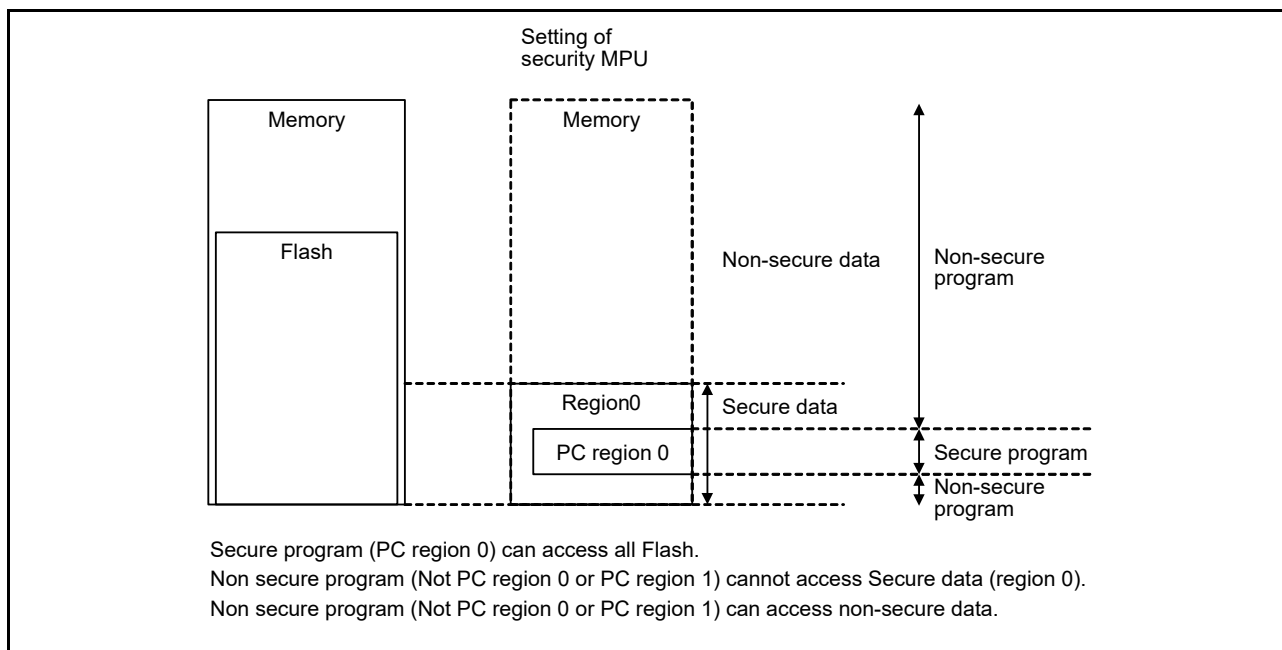 Setting of
security MPU
Memory
Memory
Flash
Non-secure data
Non-secure
program
Region0
Secure data
PC region 0
Secure program
Non-secure
program
Secure program (PC region 0) can access all Flash.
Non secure program (Not PC region 0 or PC region 1) cannot access Secure data (region 0).
Non secure program (Not PC region 0 or PC region 1) can access non-secure data.